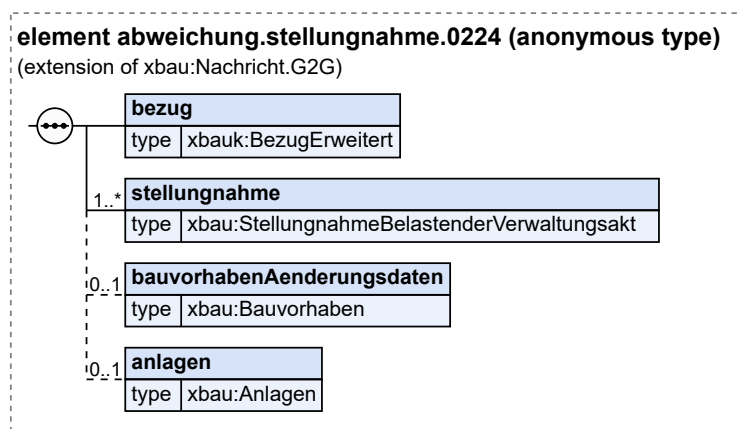 element abweichung.stellungnahme.0224 (anonymous type)
(extension of xbau:Nachricht.G2G)
bezug
type xbauk:BezugErweitert
1..* stellungnahme
type xbau:StellungnahmeBelastenderVerwaltungsakt
0..1 bauvorhabenAenderungsdaten
type xbau:Bauvorhaben
0..1 anlagen
type xbau:Anlagen